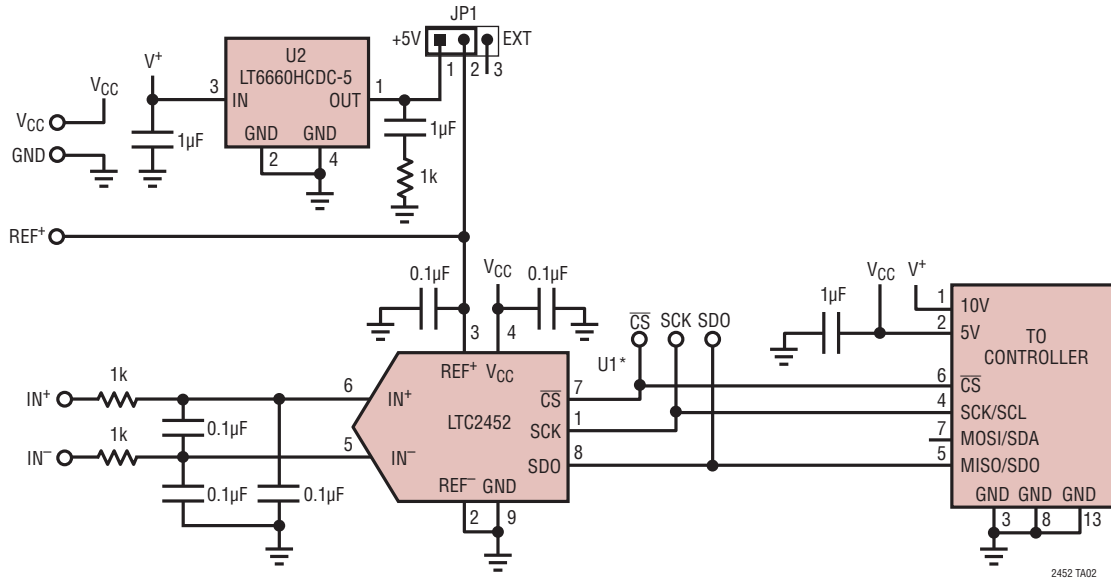 JP1
+5V
EXT
1
2
3
U2
LT6660HCDC-5
3
IN
OUT
1
GND
GND
2
4
V+
VCC
VCC
GND
1µF
1µF
1k
REF+
0.1µF
VCC
0.1µF
3
4
REF+
VCC
LTC2452
IN+
1k
6
IN+
0.1µF
IN−
1k
5
IN−
0.1µF
0.1µF
REF−
GND
2
9
CS
SCK
SDO
U1*
7
CS
1
SCK
8
SDO
1µF
VCC
V+
1
10V
2
5V
TO
CONTROLLER
6
CS
4
SCK/SCL
7
MOSI/SDA
5
MISO/SDO
GND
GND
GND
3
8
13
2452 TA02